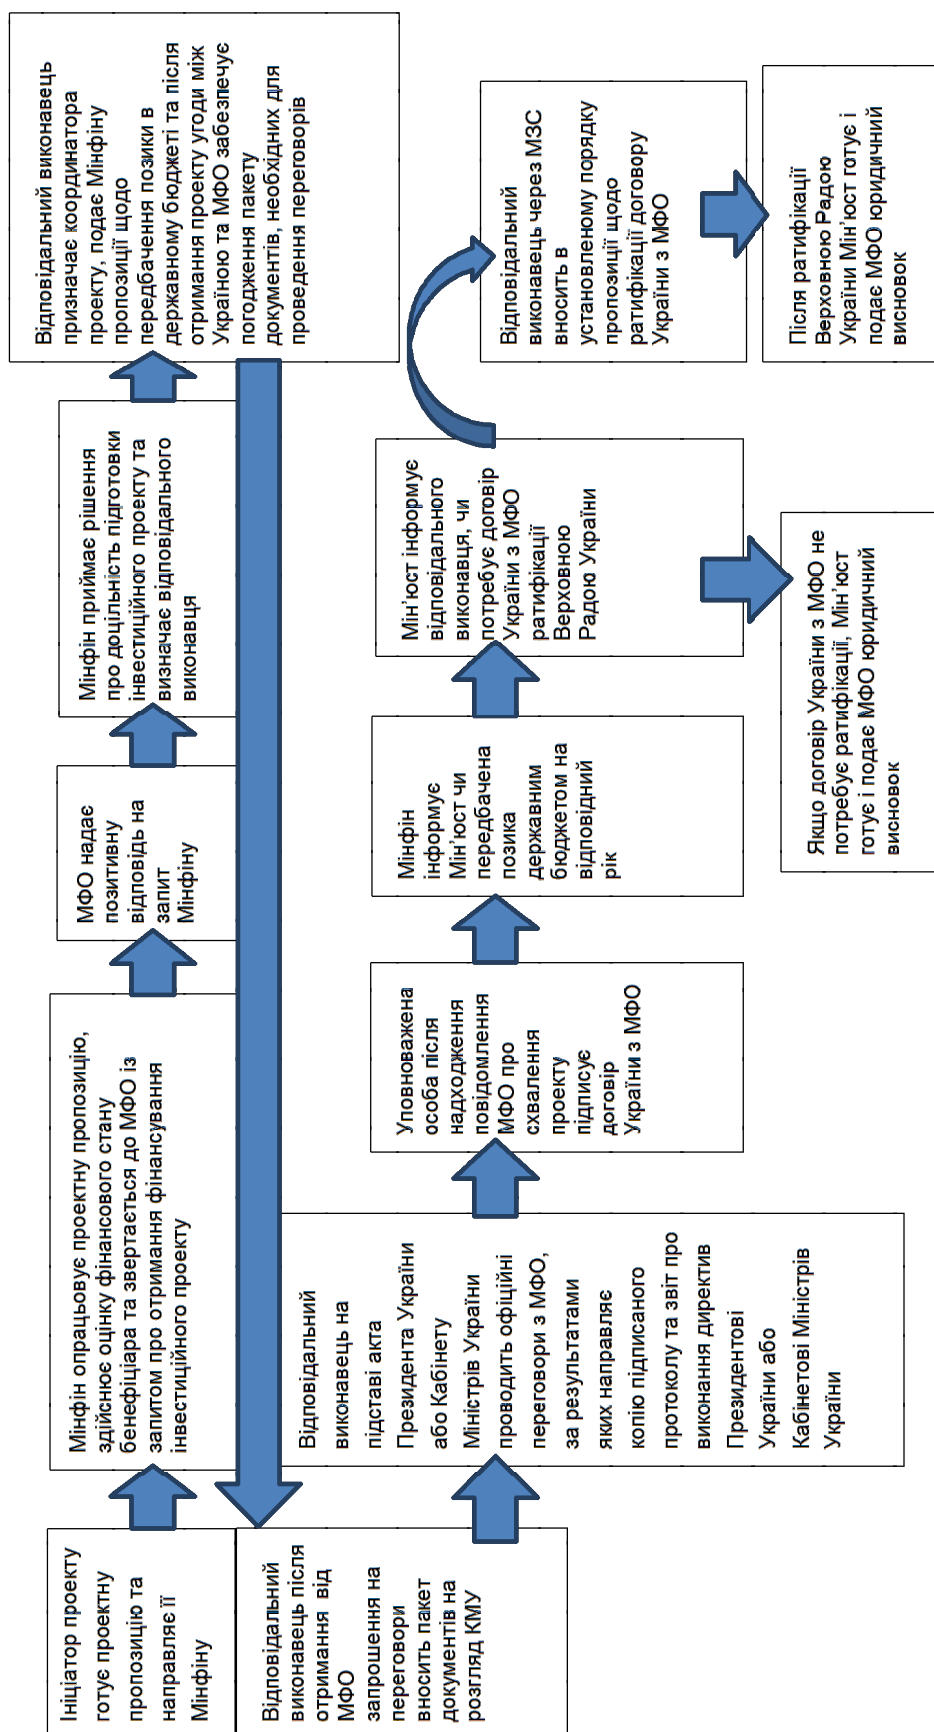 Ініціатор проекту
готує проектну
пропозицію та
направляє її
Мінфіну
Мінфін опрацьовує проектну пропозицію,
здійснює оцінку фінансового стану
бенефіціара та звертається до МФО із
запитом про отримання фінансування
інвестиційного проекту
МФО надає
позитивну
відповідь на
запит
Мінфіну
Мінфін приймає рішення
про доцільність підготовки
інвестиційного проекту та
визначає відповідального
виконавця
Відповідальний виконавець
призначає координатора
проекту, подає Мінфіну
пропозиції щодо
передбачення позики в
державному бюджеті та після
отримання проекту угоди між
Україною та МФО забезпечує
погодження пакету
документів, необхідних для
проведення переговорів
Відповідальний
виконавець після
отримання від
МФО
запрошення на
переговори
вносить пакет
документів на
розгляд КМУ
Відповідальний
виконавець на
підставі акта
Президента України
або Кабінету
Міністрів України
проводить офіційні
переговори з МФО,
за результатами
яких направляє
копію підписаного
протоколу та звіт про
виконання директив
Президентові
України або
Кабінетові Міністрів
України
Уповноважена
особа після
надходження
повідомлення
МФО про
схвалення
проекту
підписує
договір
України з МФО
Мінфін
інформує
Мін’юст чи
передбачена
позика
державним
бюджетом на
відповідний
рік
Мін’юст інформує
відповідального
виконавця, чи
потребує договір
України з МФО
ратифікації
Верховною
Радою України
Відповідальний
виконавець через МЗС
вносить в
установленому порядку
пропозиції щодо
ратифікації договору
України з МФО
Після ратифікації
Верховною Радою
України Мін’юст готує і
подає МФО юридичний
висновок
Якщо договір України з МФО не
потребує ратифікації, Мін’юст
готує і подає МФО юридичний
висновок